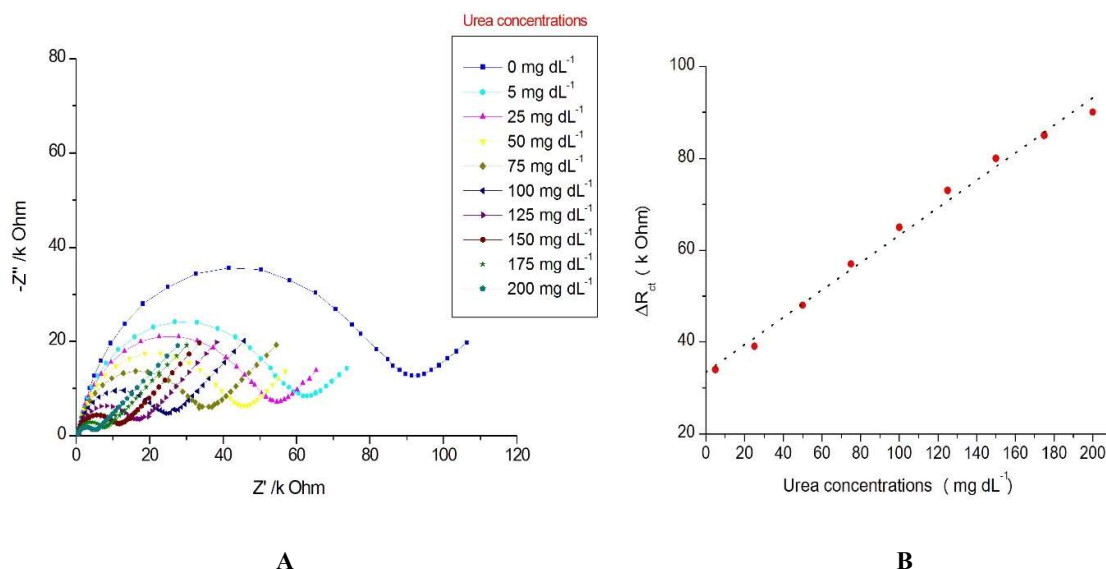 Urea concentrations
0 mg dL⁻¹
5 mg dL⁻¹
25 mg dL⁻¹
50 mg dL⁻¹
75 mg dL⁻¹
100 mg dL⁻¹
125 mg dL⁻¹
150 mg dL⁻¹
175 mg dL⁻¹
200 mg dL⁻¹
80
60
40
20
0
-Z" /k Ohm
0 20 40 60 80 100 120
Z' /k Ohm
A
100
80
60
40
20
ΔR_ct ( k Ohm)
0 20 40 60 80 100 120 140 160 180 200
Urea concentrations ( mg dL⁻¹)
B